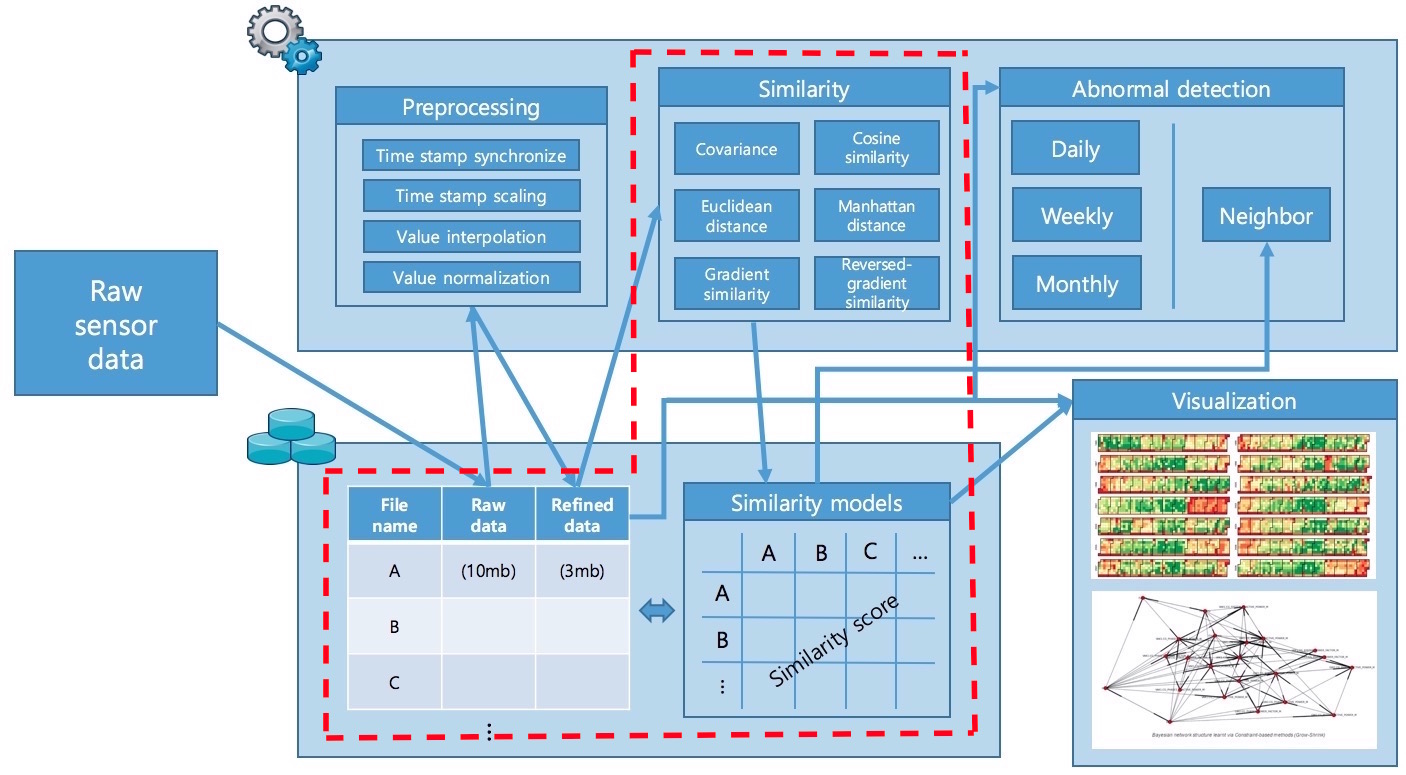 Preprocessing
Time stamp synchronize
Time stamp scaling
Value interpolation
Value normalization
Similarity
Covariance
Cosine
similarity
Euclidean
distance
Manhattan
distance
Gradient
similarity
Reversed-
gradient
similarity
Abnormal detection
Daily
Weekly
Monthly
Neighbor
Raw
sensor
data
File
name
Raw
data
Refined
data
A
(10mb)
(3mb)
B
C
⋮
Similarity models
A
B
C
...
A
B
⋮
Similarity score
Visualization
Bayesian network structure learnt via Constraint-based methods (Grow-Shrink)